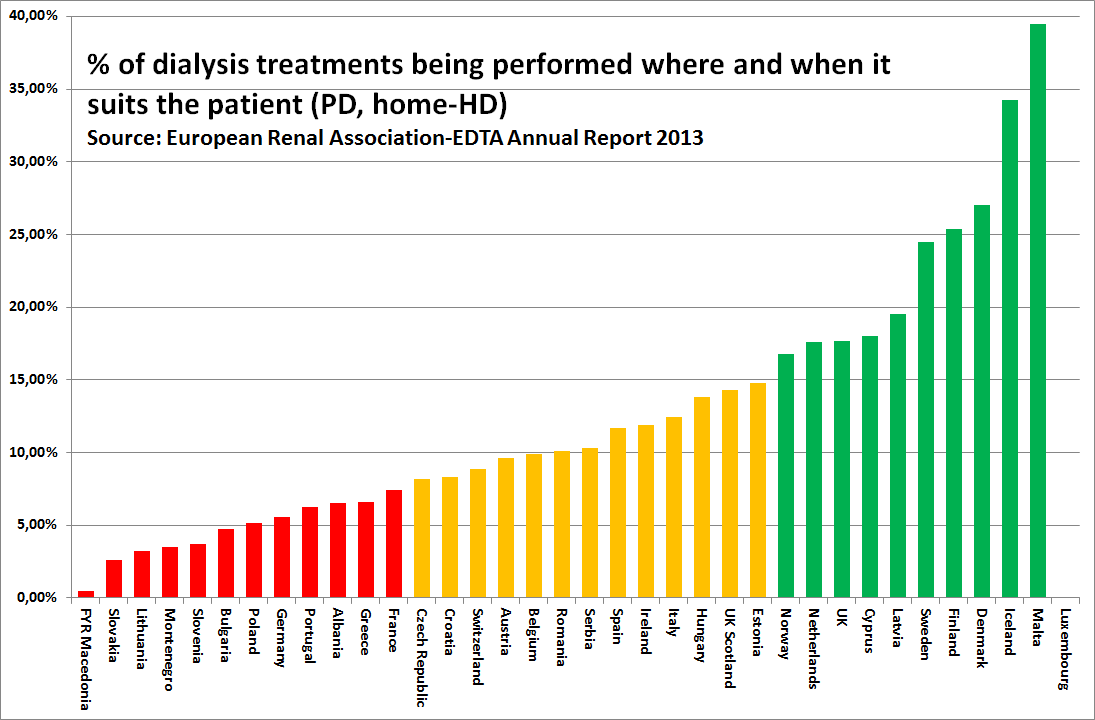 40,00%
% of dialysis treatments being performed where and when it
suits the patient (PD, home-HD)
Source: European Renal Association-EDTA Annual Report 2013
35,00%
30,00%
25,00%
20,00%
15,00%
10,00%
5,00%
0,00%
FYR Macedonia
Slovakia
Lithuania
Montenegro
Slovenia
Bulgaria
Poland
Germany
Portugal
Albania
Greece
France
Czech Republic
Croatia
Switzerland
Austria
Belgium
Romania
Serbia
Spain
Ireland
Italy
Hungary
UK Scotland
Estonia
Norway
Netherlands
UK
Cyprus
Latvia
Sweden
Finland
Denmark
Iceland
Malta
Luxembourg